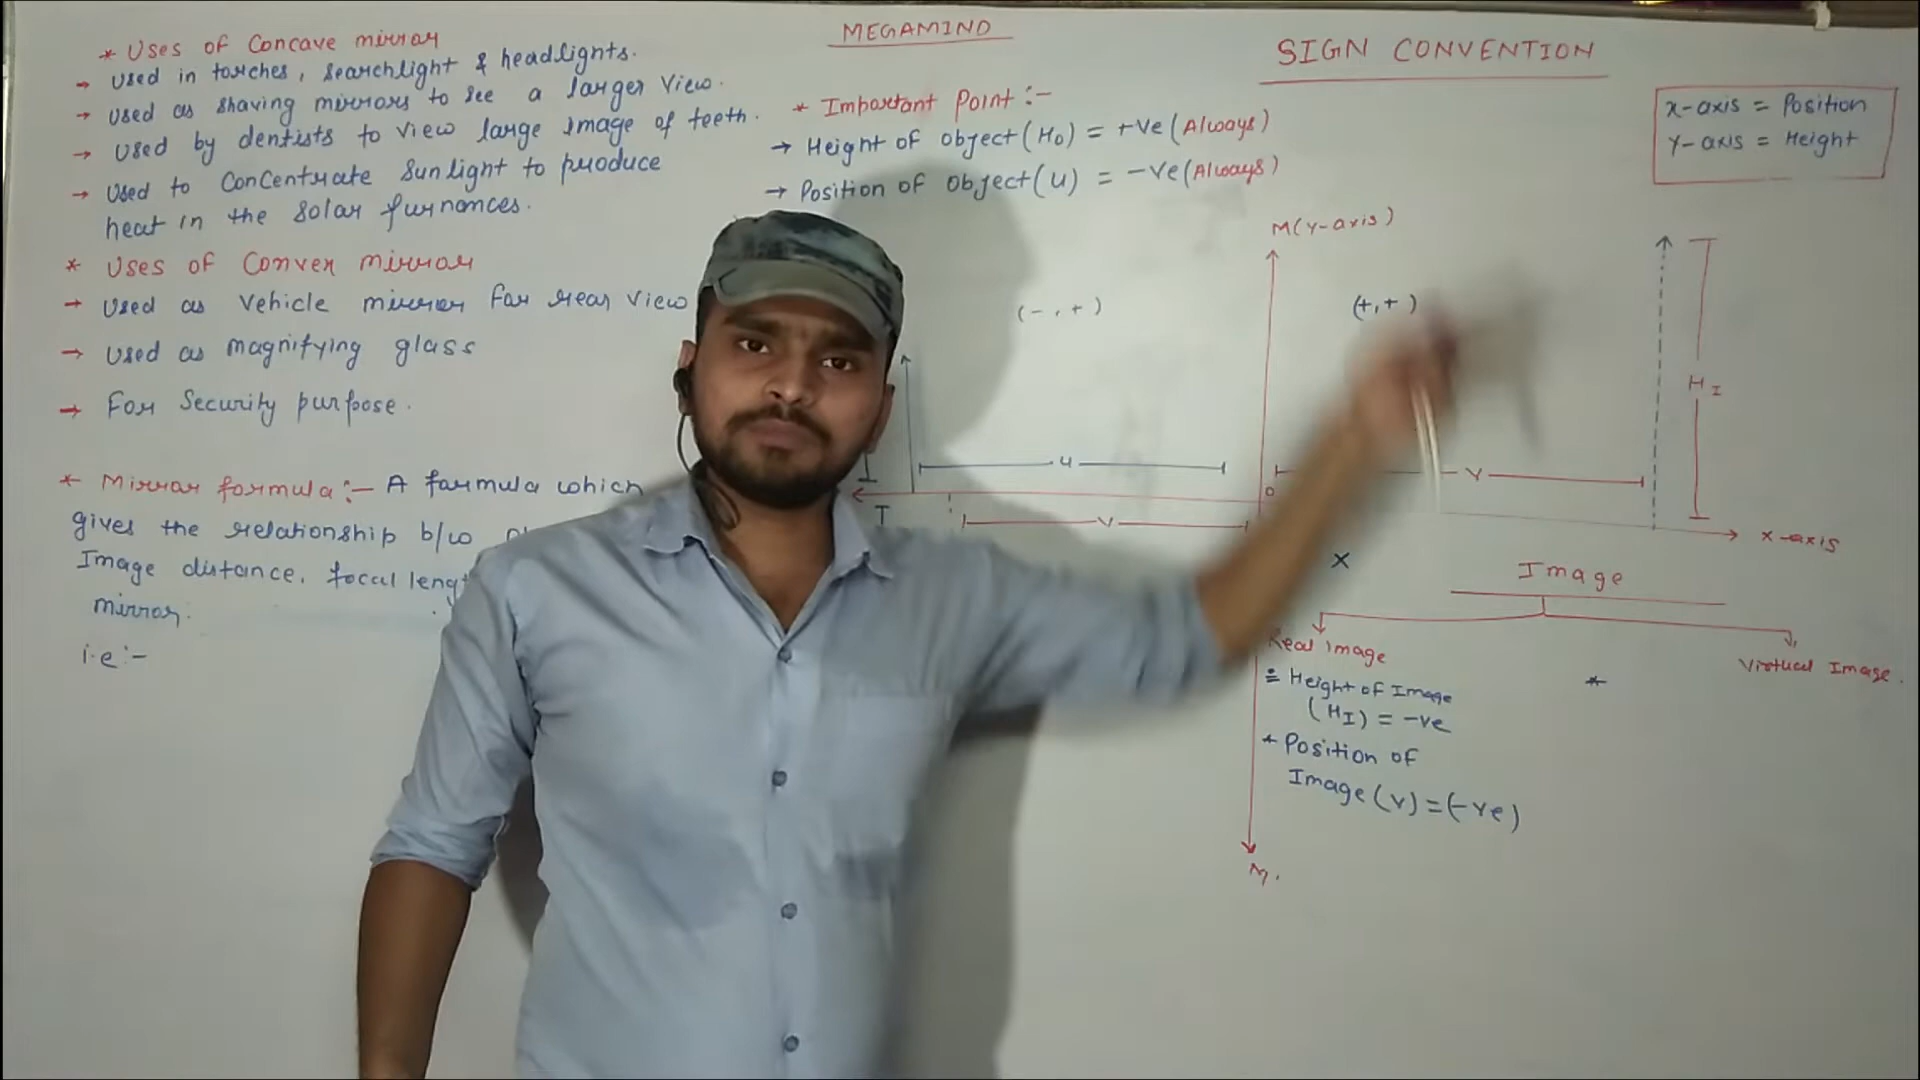 * Uses of Concave mirror
→ Used in torches, searchlight & headlights.
→ Used as shaving mirrors to see a larger view.
→ Used by dentists to view large image of teeth.
→ Used to concentrate sunlight to produce
heat in the solar furnances.
* Uses of Convex mirror
→ Used as vehicle mirror for rear view
→ Used as magnifying glass
→ For security purpose.
* Mirror formula:- A formula which
gives the relationship b/w
Image distance, focal
mirror.
i.e:-
MEGAMIND
* Important Point:-
→ Height of object (Ho) = +ve (Always)
→ Position of object (u) = -ve (Always)
SIGN CONVENTION
x-axis = Position
Y-axis = Height
M(Y-axis)
(-,+)
(+,+)
HI
u
v
O
v
x-axis
x
Image
Real image
Virtual Image.
= Height of Image
(HI) = -ve
*
* Position of
Image (v) = (-ve)
M.